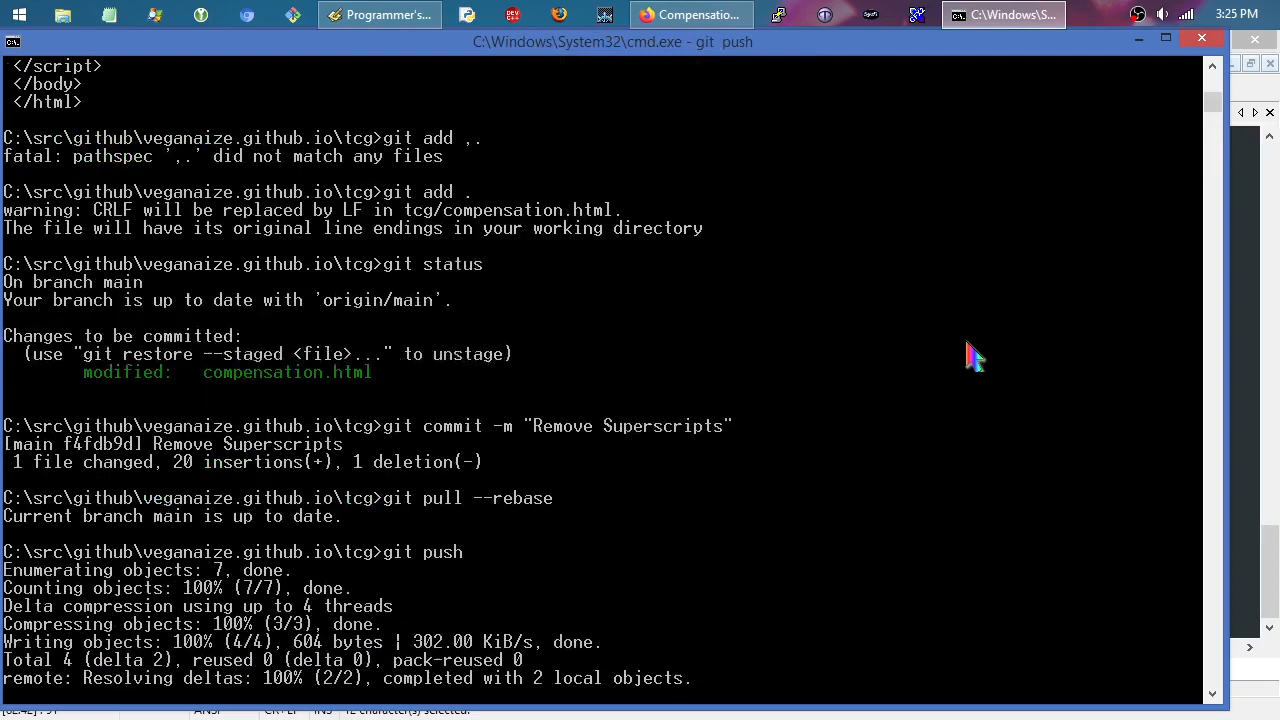 Programmer's...
Compensatio...
C:\Windows\S...
3:25 PM
C:\Windows\System32\cmd.exe - git push
</script>
</body>
</html>
C:\src\github\veganaize.github.io\tcg>git add ,.
fatal: pathspec ',.' did not match any files
C:\src\github\veganaize.github.io\tcg>git add .
warning: CRLF will be replaced by LF in tcg/compensation.html.
The file will have its original line endings in your working directory
C:\src\github\veganaize.github.io\tcg>git status
On branch main
Your branch is up to date with 'origin/main'.
Changes to be committed:
(use "git restore --staged <file>..." to unstage)
modified: compensation.html
C:\src\github\veganaize.github.io\tcg>git commit -m "Remove Superscripts"
[main f4fdb9d] Remove Superscripts
1 file changed, 20 insertions(+), 1 deletion(-)
C:\src\github\veganaize.github.io\tcg>git pull --rebase
Current branch main is up to date.
C:\src\github\veganaize.github.io\tcg>git push
Enumerating objects: 7, done.
Counting objects: 100% (7/7), done.
Delta compression using up to 4 threads
Compressing objects: 100% (3/3), done.
Writing objects: 100% (4/4), 604 bytes | 302.00 KiB/s, done.
Total 4 (delta 2), reused 0 (delta 0), pack-reused 0
remote: Resolving deltas: 100% (2/2), completed with 2 local objects.